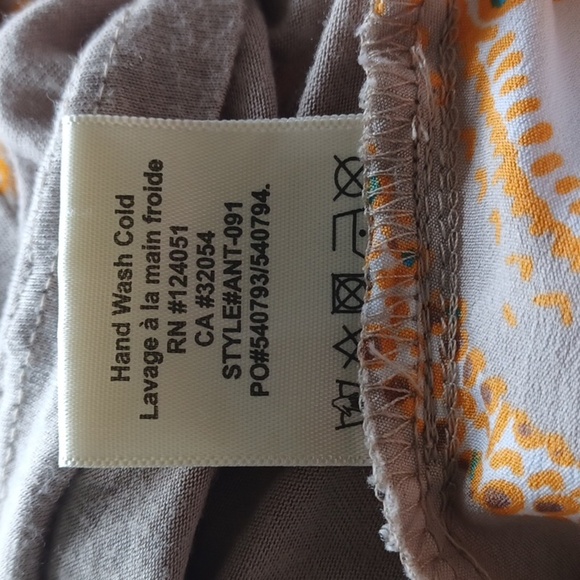 Hand Wash Cold
Lavage à la main froide
RN #124051
CA #32054
STYLE#ANT-091
PO#540793/540794.